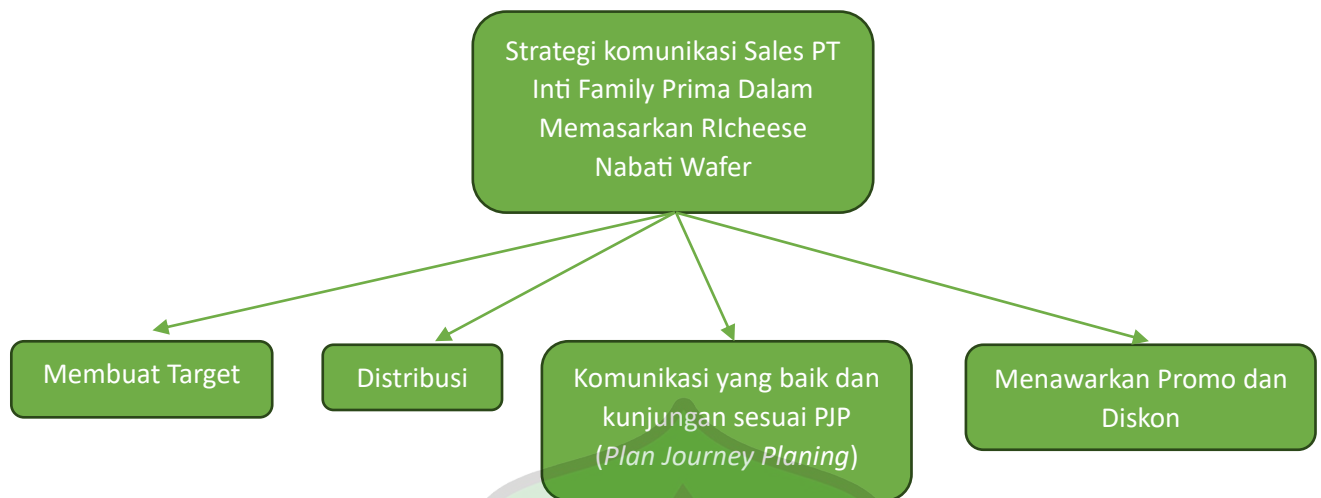 Strategi komunikasi Sales PT
Inti Family Prima Dalam
Memasarkan RIcheese
Nabati Wafer
Membuat Target
Distribusi
Komunikasi yang baik dan
kunjungan sesuai PJP
(Plan Journey Planing)
Menawarkan Promo dan
Diskon